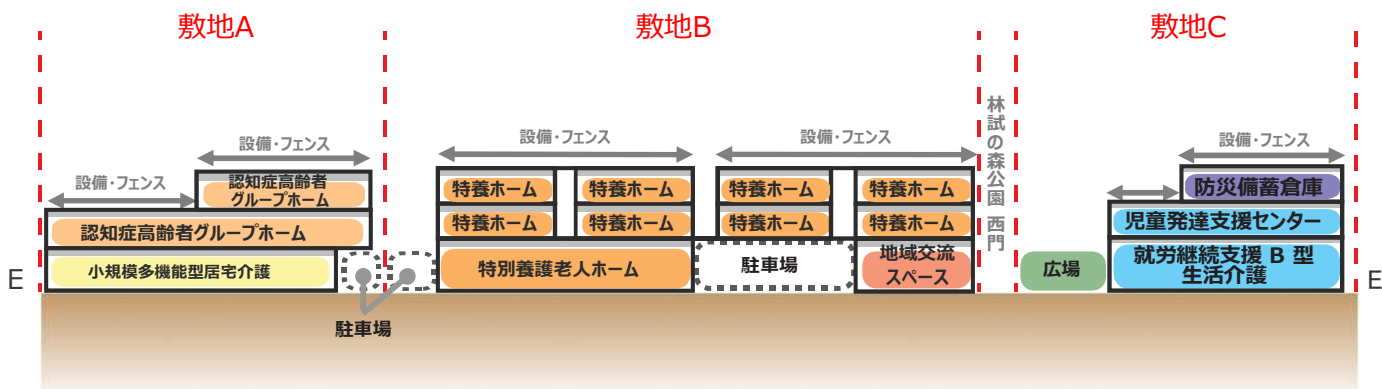 敷地A
敷地B
敷地C
設備・フェンス
設備・フェンス
認知症高齢者
グループホーム
認知症高齢者グループホーム
小規模多機能型居宅介護
駐車場
設備・フェンス
設備・フェンス
特養ホーム
特養ホーム
特養ホーム
特養ホーム
特養ホーム
特養ホーム
特養ホーム
特養ホーム
特別養護老人ホーム
駐車場
地域交流
スペース
林試の森公園 西門
設備・フェンス
防災備蓄倉庫
児童発達支援センター
広場
就労継続支援 B 型
生活介護
E
E